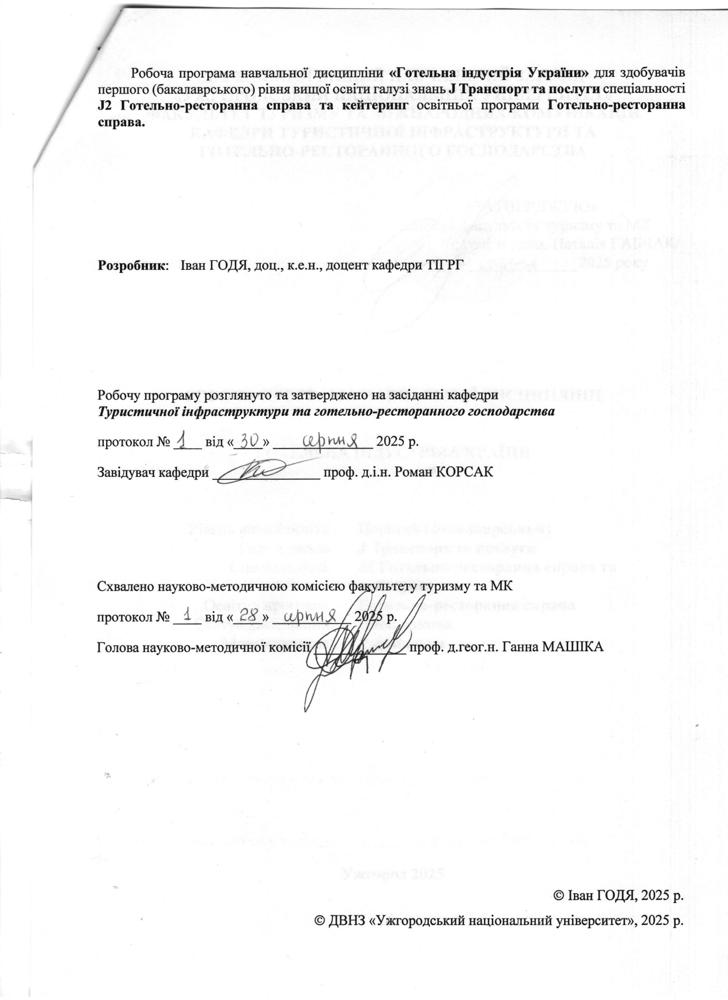 Робоча програма навчальної дисципліни «Готельна індустрія України» для здобувачів
першого (бакалаврського) рівня вищої освіти галузі знань J Транспорт та послуги спеціальності
J2 Готельно-ресторанна справа та кейтеринг освітньої програми Готельно-ресторанна
справа.
Розробник: Іван ГОДЯ, доц., к.е.н., доцент кафедри ТІГРГ
Робочу програму розглянуто та затверджено на засіданні кафедри
Туристичної інфраструктури та готельно-ресторанного господарства
протокол № 1 від «30» серпня 2025 р.
Завідувач кафедри проф. д.і.н. Роман КОРСАК
Схвалено науково-методичною комісією факультету туризму та МК
протокол № 1 від «28» серпня 2025 р.
Голова науково-методичної комісії проф. д.геог.н. Ганна МАШІКА
Ужгород 2025
© Іван ГОДЯ, 2025 р.
© ДВНЗ «Ужгородський національний університет», 2025 р.